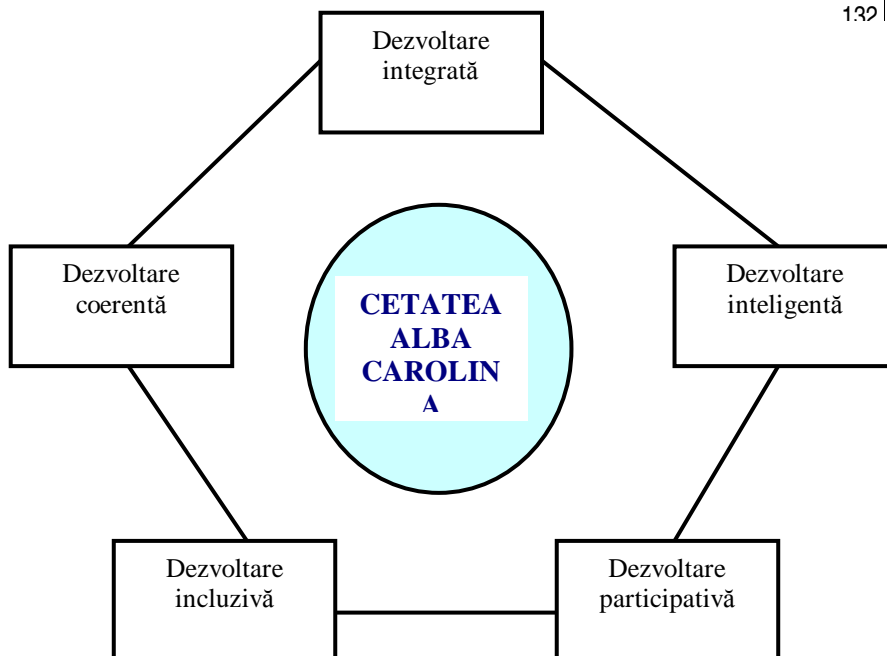 132
Dezvoltare
integrată
Dezvoltare
coerentă
CETATEA
ALBA
CAROLIN
A
Dezvoltare
inteligentă
Dezvoltare
incluzivă
Dezvoltare
participativă